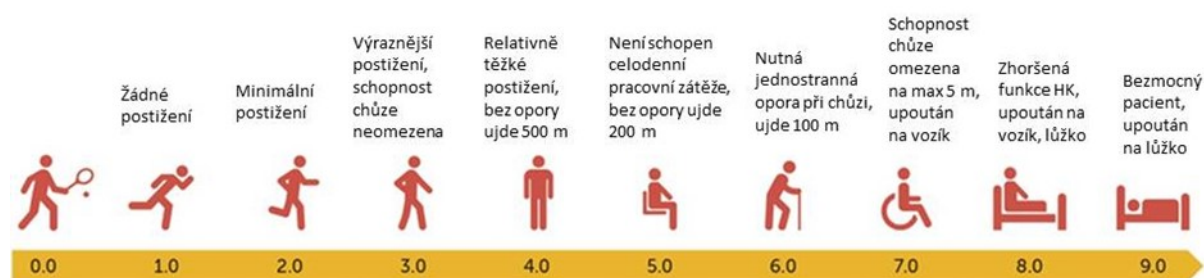 Žádné
postižení
Minimální
postižení
Výraznější
postižení,
schopnost
chůze
neomezena
Relativně
těžké
postižení,
bez opory
ujde 500 m
Není schopen
celodenní
pracovní zátěže,
bez opory ujde
200 m
Nutná
jednostranná
opora při chůzi,
ujde 100 m
Schopnost
chůze
omezena
na max 5 m,
upoután
na vozík
Zhoršená
funkce HK,
upoután na
vozík, lůžko
Bezmocný
pacient,
upoután
na lůžko
0.0 1.0 2.0 3.0 4.0 5.0 6.0 7.0 8.0 9.0